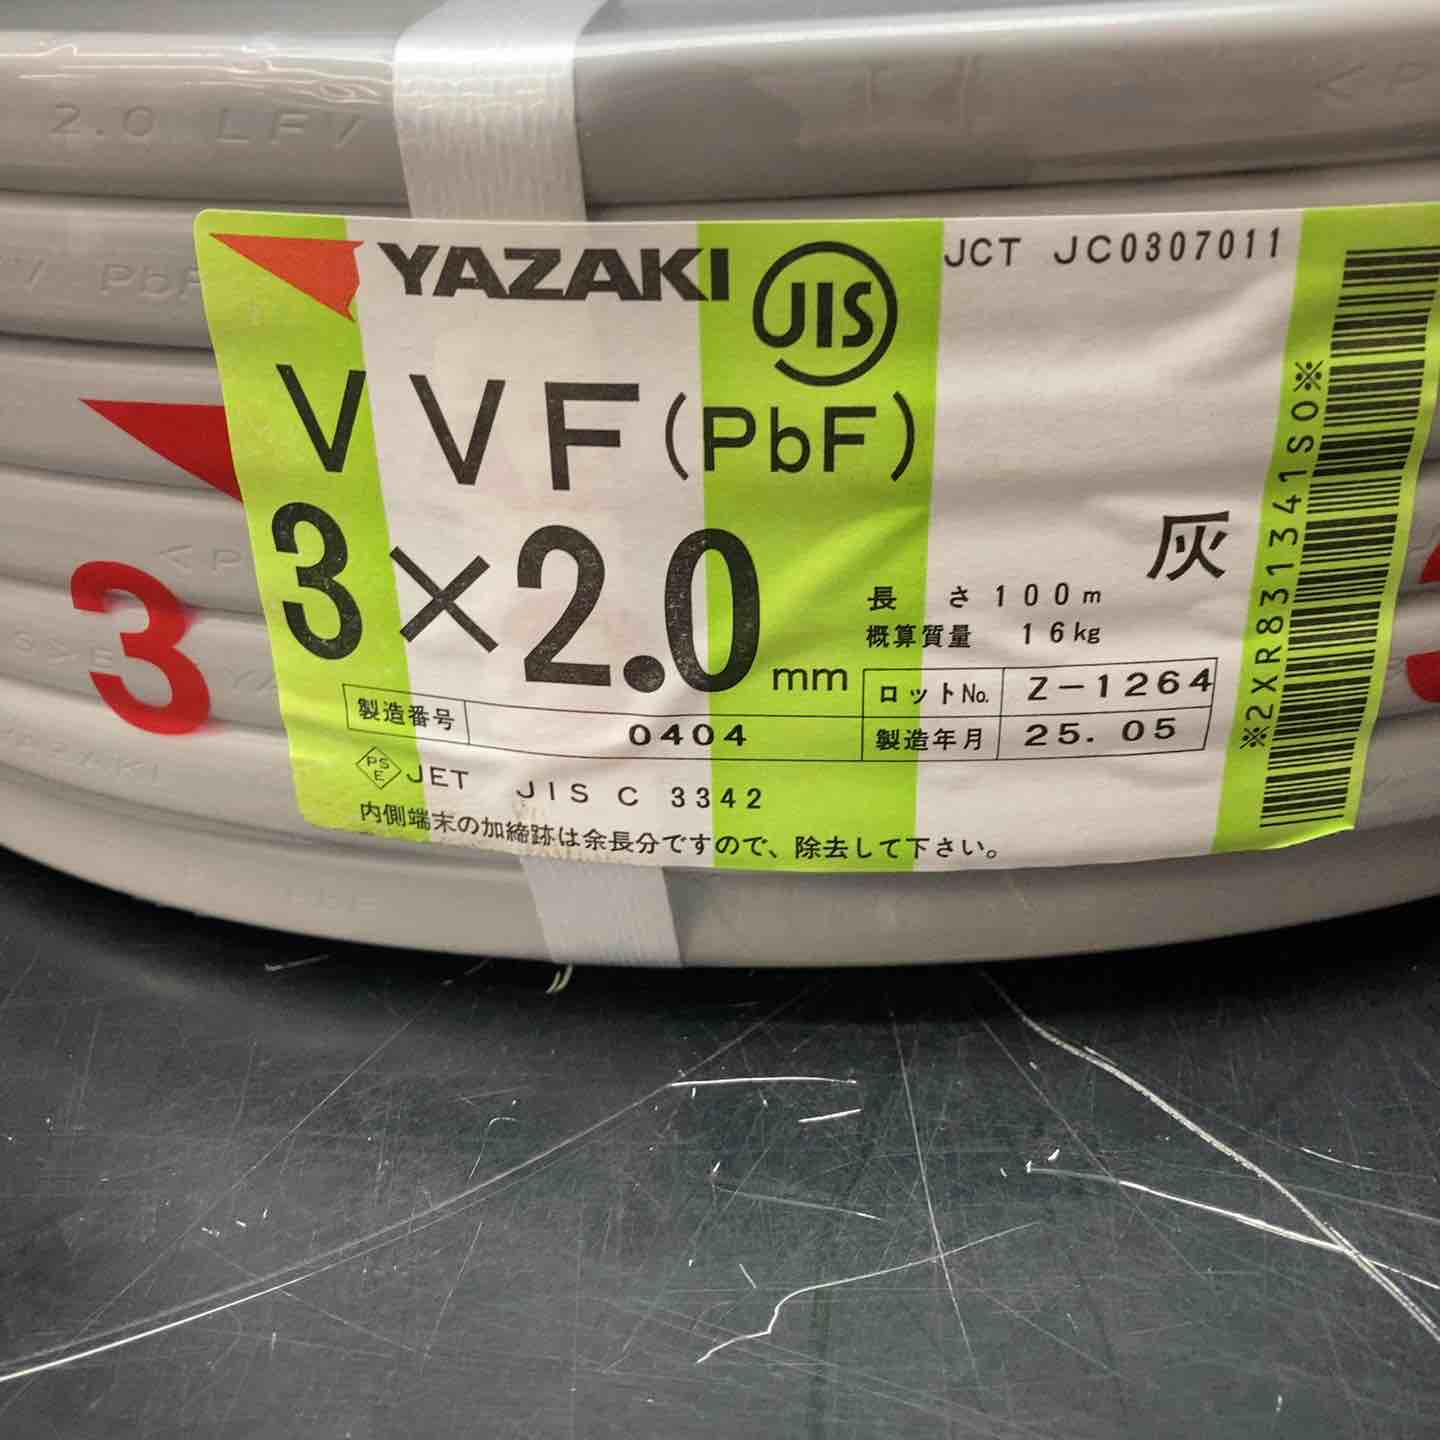 2.0 LFV
<P
PbF
YAZAKI JIS JCT JC0307011
VVF(PbF)
3×2.0mm
灰
長 さ 100m
概算質量 16kg
ロットNo. Z-1264
製造番号 0404
製造年月 25.05
PS E JET JIS C 3342
内側端末の加締跡は余長分ですので、除去して下さい。
※2XR831341S0※
3
<P